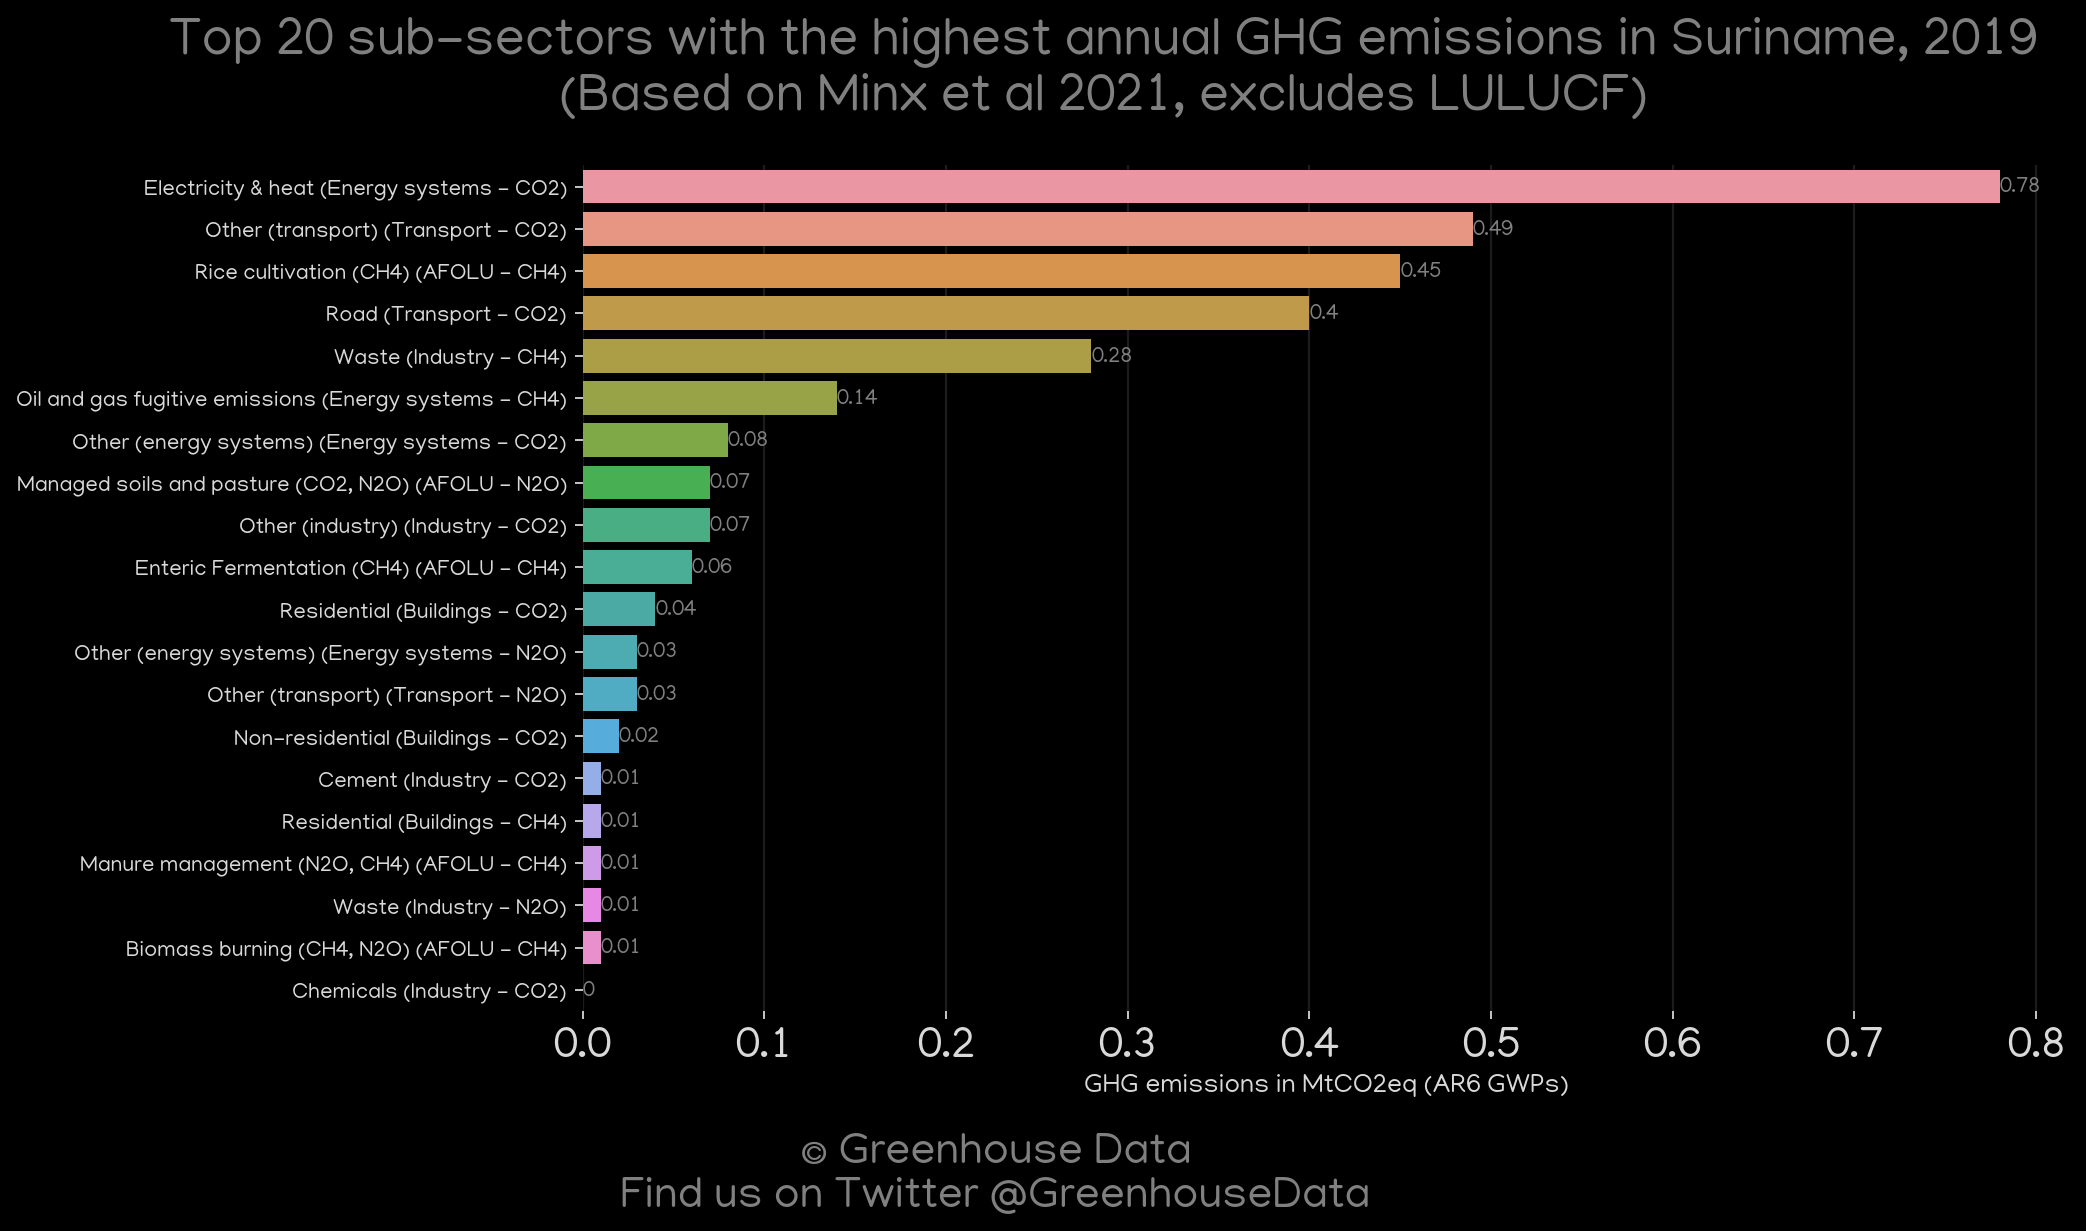 Top 20 sub-sectors with the highest annual GHG emissions in Suriname, 2019
(Based on Minx et al 2021, excludes LULUCF)
Electricity & heat (Energy systems - CO2) 0.78
Other (transport) (Transport - CO2) 0.49
Rice cultivation (CH4) (AFOLU - CH4) 0.45
Road (Transport - CO2) 0.4
Waste (Industry - CH4) 0.28
Oil and gas fugitive emissions (Energy systems - CH4) 0.14
Other (energy systems) (Energy systems - CO2) 0.08
Managed soils and pasture (CO2, N2O) (AFOLU - N2O) 0.07
Other (industry) (Industry - CO2) 0.07
Enteric Fermentation (CH4) (AFOLU - CH4) 0.06
Residential (Buildings - CO2) 0.04
Other (energy systems) (Energy systems - N2O) 0.03
Other (transport) (Transport - N2O) 0.03
Non-residential (Buildings - CO2) 0.02
Cement (Industry - CO2) 0.01
Residential (Buildings - CH4) 0.01
Manure management (N2O, CH4) (AFOLU - CH4) 0.01
Waste (Industry - N2O) 0.01
Biomass burning (CH4, N2O) (AFOLU - CH4) 0.01
Chemicals (Industry - CO2) 0
0.0 0.1 0.2 0.3 0.4 0.5 0.6 0.7 0.8
GHG emissions in MtCO2eq (AR6 GWPs)
© Greenhouse Data
Find us on Twitter @GreenhouseData